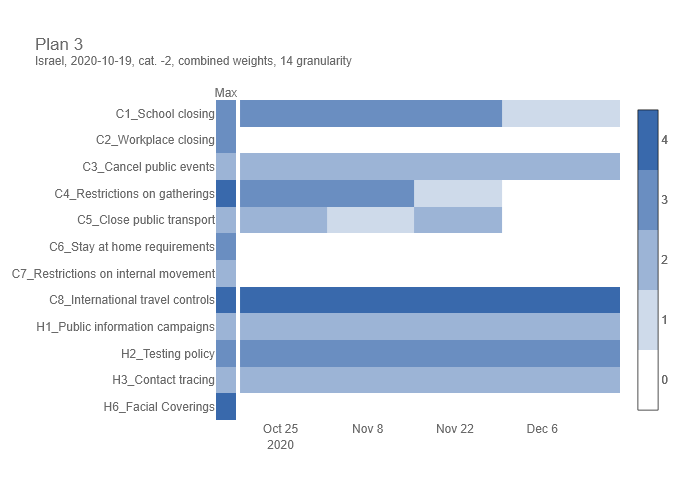 Plan 3
Israel, 2020-10-19, cat. -2, combined weights, 14 granularity
Max
C1_School closing
C2_Workplace closing
C3_Cancel public events
C4_Restrictions on gatherings
C5_Close public transport
C6_Stay at home requirements
C7_Restrictions on internal movement
C8_International travel controls
H1_Public information campaigns
H2_Testing policy
H3_Contact tracing
H6_Facial Coverings
Oct 25
2020
Nov 8
Nov 22
Dec 6
4
3
2
1
0